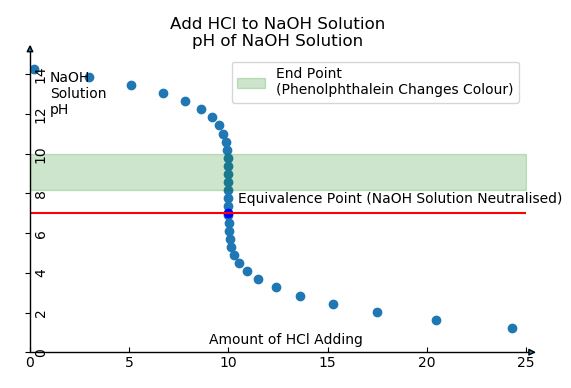 Add HCl to NaOH Solution
pH of NaOH Solution
NaOH
Solution
pH
End Point
(Phenolphthalein Changes Colour)
14
12
10
8
Equivalence Point (NaOH Solution Neutralised)
6
4
2
0
Amount of HCl Adding
0 5 10 15 20 25